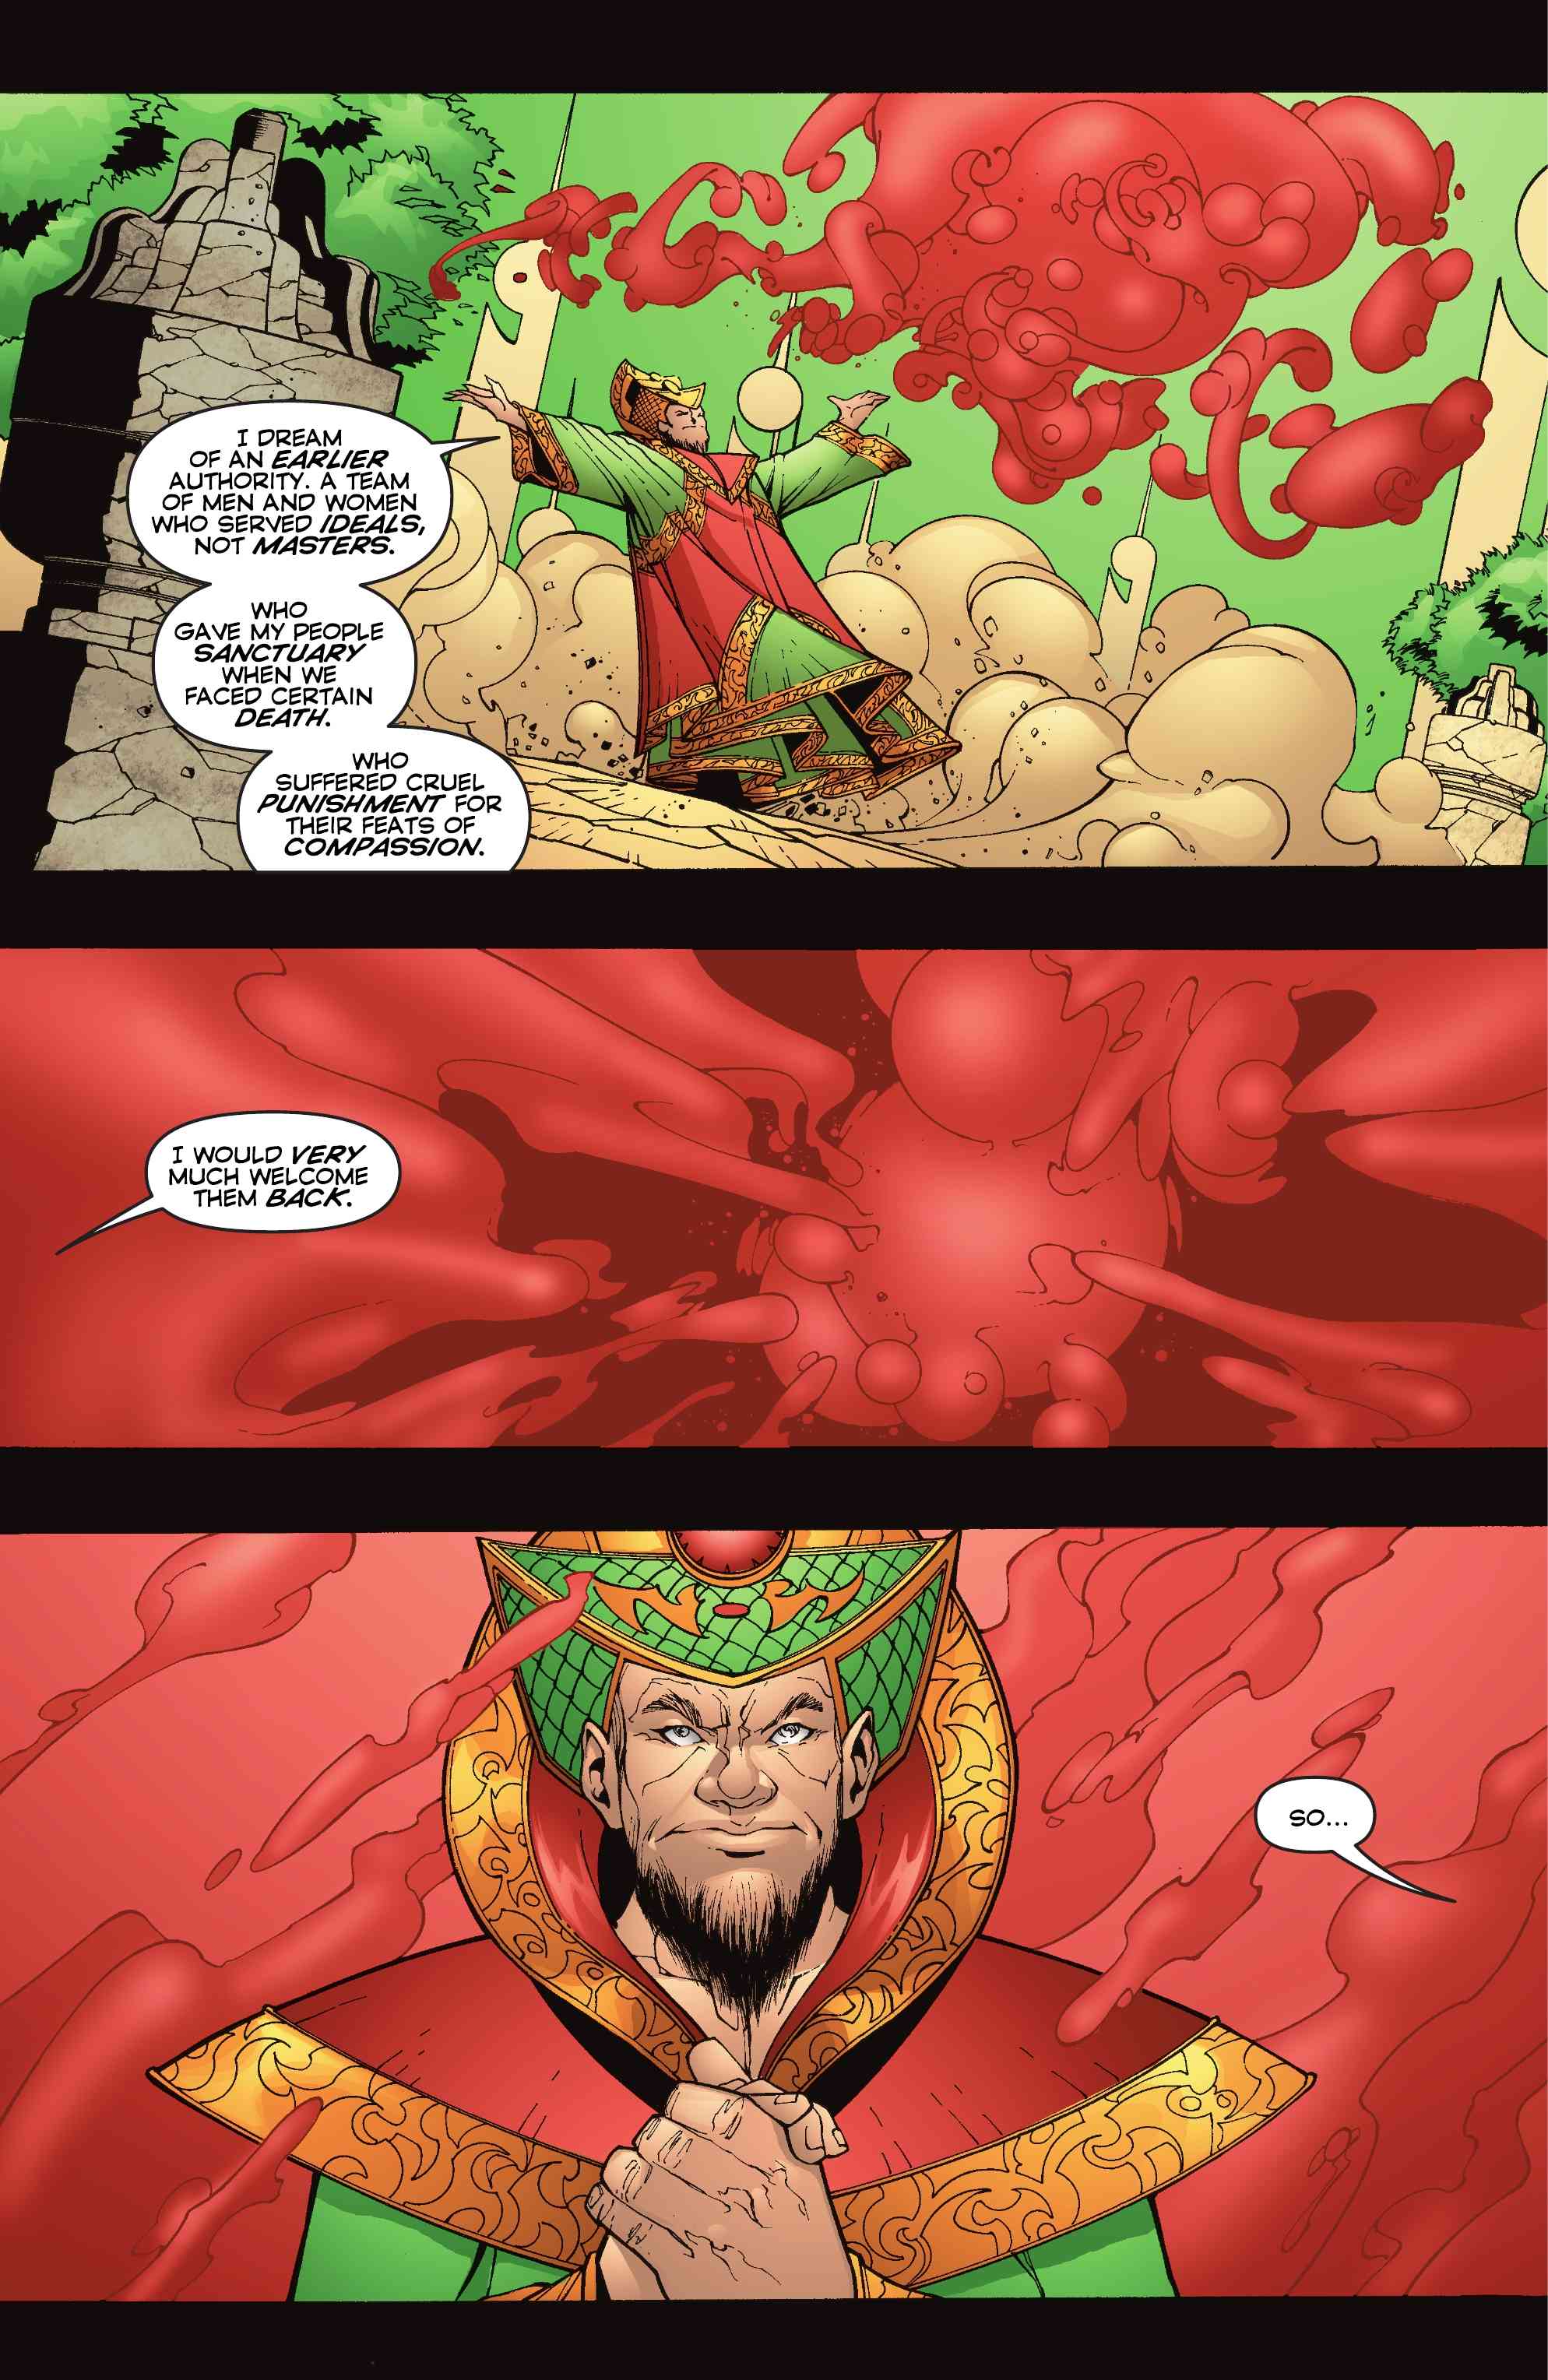 I DREAM
OF AN EARLIER
AUTHORITY. A TEAM
OF MEN AND WOMEN
WHO SERVED IDEALS,
NOT MASTERS.
WHO
GAVE MY PEOPLE
SANCTUARY
WHEN WE
FACED CERTAIN
DEATH.
WHO
SUFFERED CRUEL
PUNISHMENT FOR
THEIR FEATS OF
COMPASSION.
I WOULD VERY
MUCH WELCOME
THEM BACK.
SO...